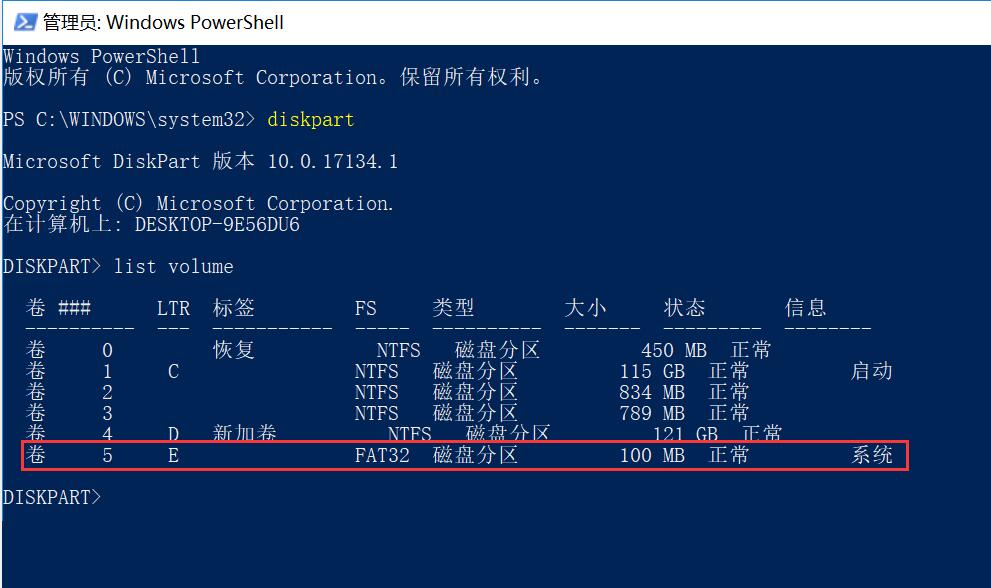 管理员: Windows PowerShell
Windows PowerShell
版权所有 (C) Microsoft Corporation。保留所有权利。
PS C:\WINDOWS\system32> diskpart
Microsoft DiskPart 版本 10.0.17134.1
Copyright (C) Microsoft Corporation.
在计算机上: DESKTOP-9E56DU6
DISKPART> list volume
卷 ### LTR 标签 FS 类型 大小 状态 信息
---------- --- ----------- ----- ---------- ------- --------- --------
卷 0 恢复 NTFS 磁盘分区 450 MB 正常
卷 1 C NTFS 磁盘分区 115 GB 正常 启动
卷 2 NTFS 磁盘分区 834 MB 正常
卷 3 NTFS 磁盘分区 789 MB 正常
卷 4 D 新加卷 NTFS 磁盘分区 121 GB 正常
卷 5 E FAT32 磁盘分区 100 MB 正常 系统
DISKPART>